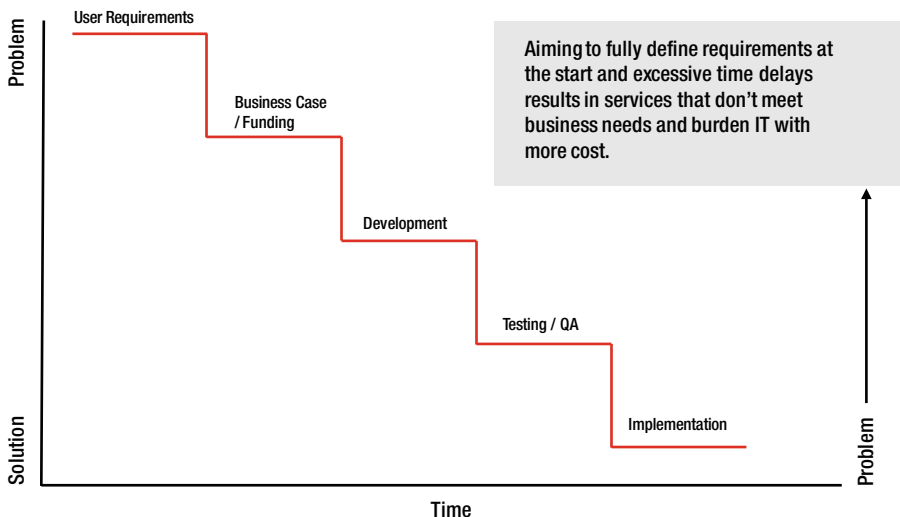 User Requirements
Problem
Business Case
/ Funding
Development
Testing / QA
Implementation
Solution
Time
Aiming to fully define requirements at
the start and excessive time delays
results in services that don’t meet
business needs and burden IT with
more cost.
Problem